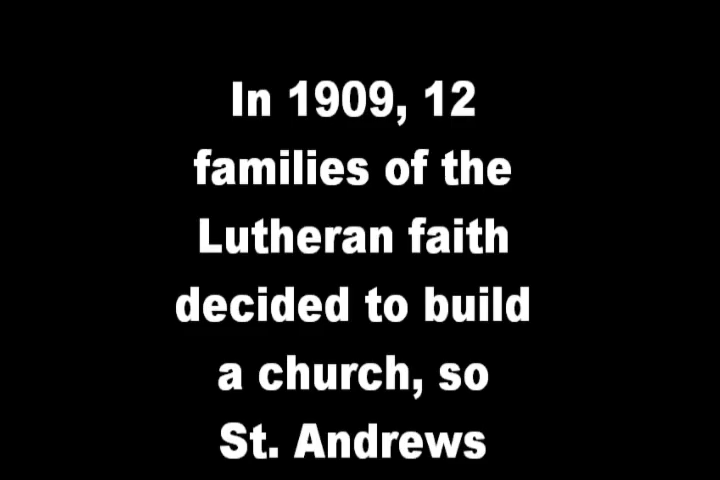 In 1909, 12
families of the
Lutheran faith
decided to build
a church, so
St. Andrews